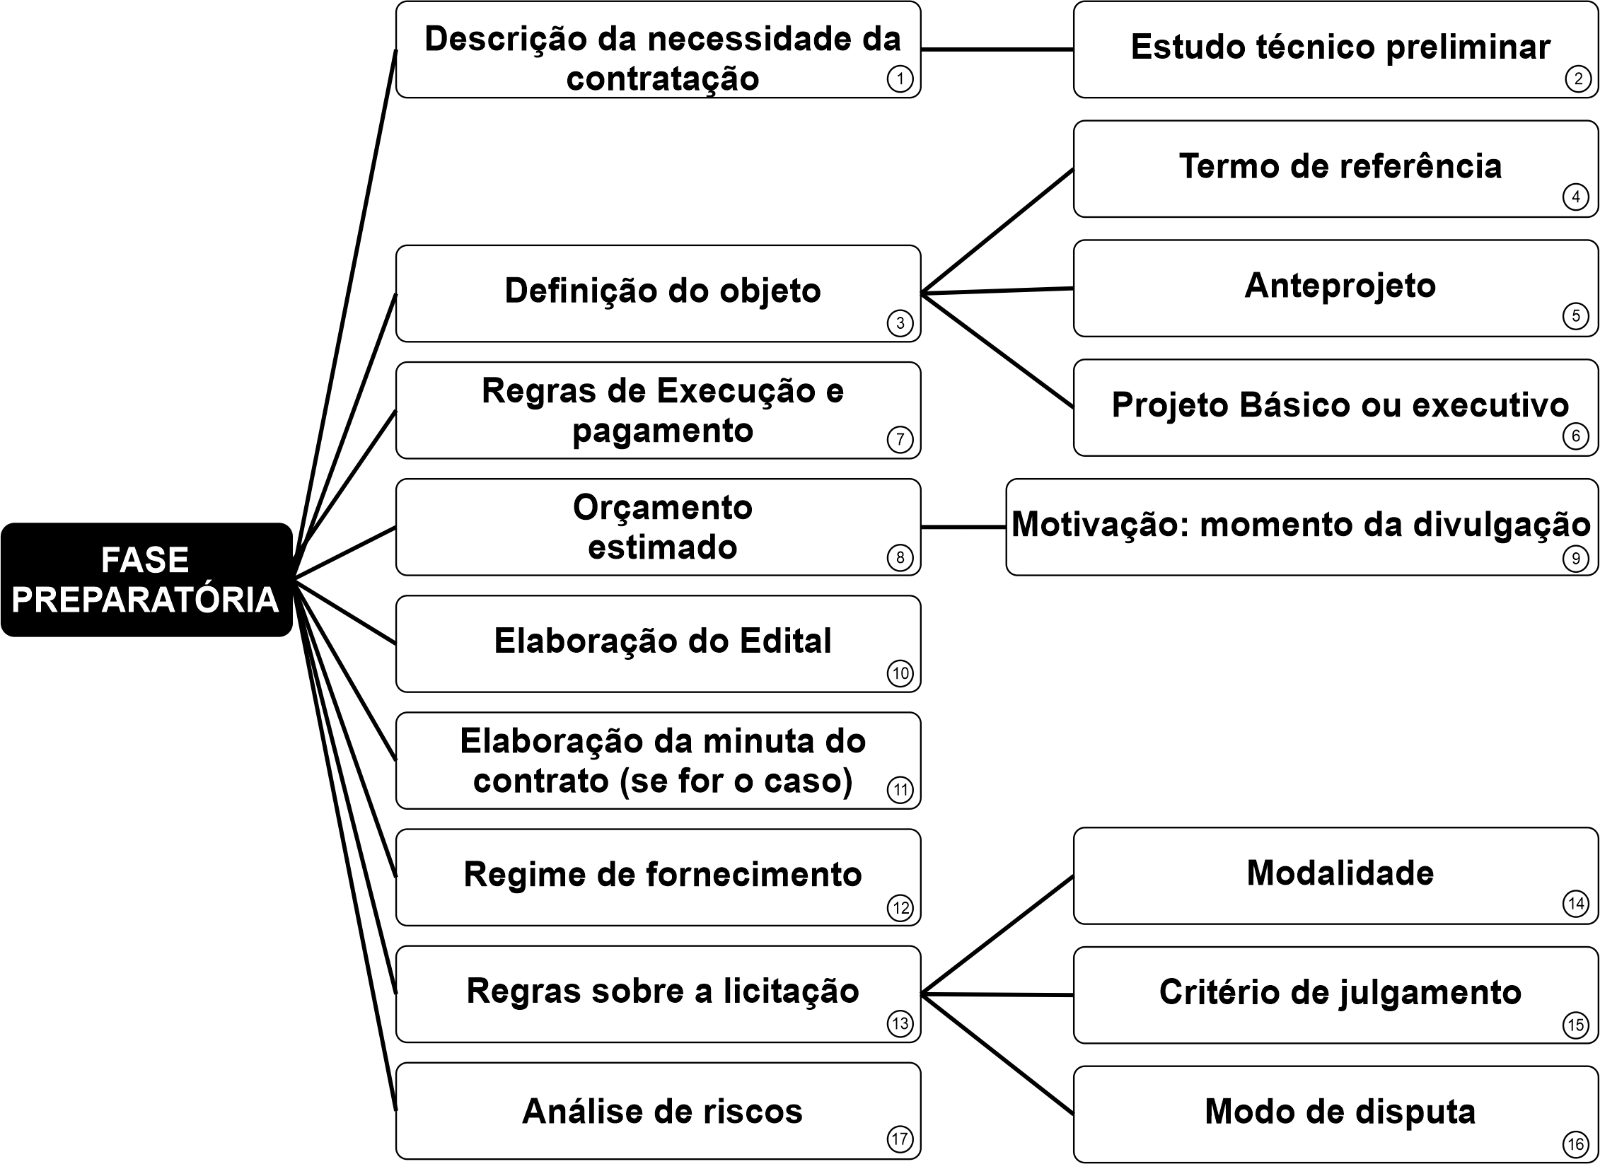 Descrição da necessidade da
contratação
1
Estudo técnico preliminar
2
Definição do objeto
3
Termo de referência
4
Anteprojeto
5
Projeto Básico ou executivo
6
Regras de Execução e
pagamento
7
Orçamento
estimado
8
Motivação: momento da divulgação
9
FASE
PREPARATÓRIA
Elaboração do Edital
10
Elaboração da minuta do
contrato (se for o caso)
11
Regime de fornecimento
12
Regras sobre a licitação
13
Modalidade
14
Critério de julgamento
15
Modo de disputa
16
Análise de riscos
17